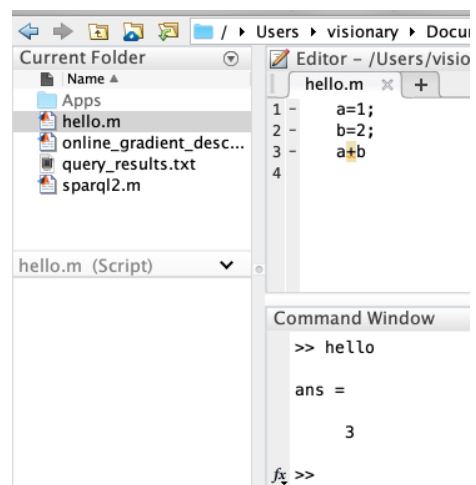 / ▸ Users ▸ visionary ▸ Docu
Current Folder
Name ▲
Apps
hello.m
online_gradient_desc...
query_results.txt
sparql2.m
hello.m (Script)
Editor – /Users/visio
hello.m × +
1 – a=1;
2 – b=2;
3 – a+b
4
Command Window
>> hello
ans =
3
fx >>